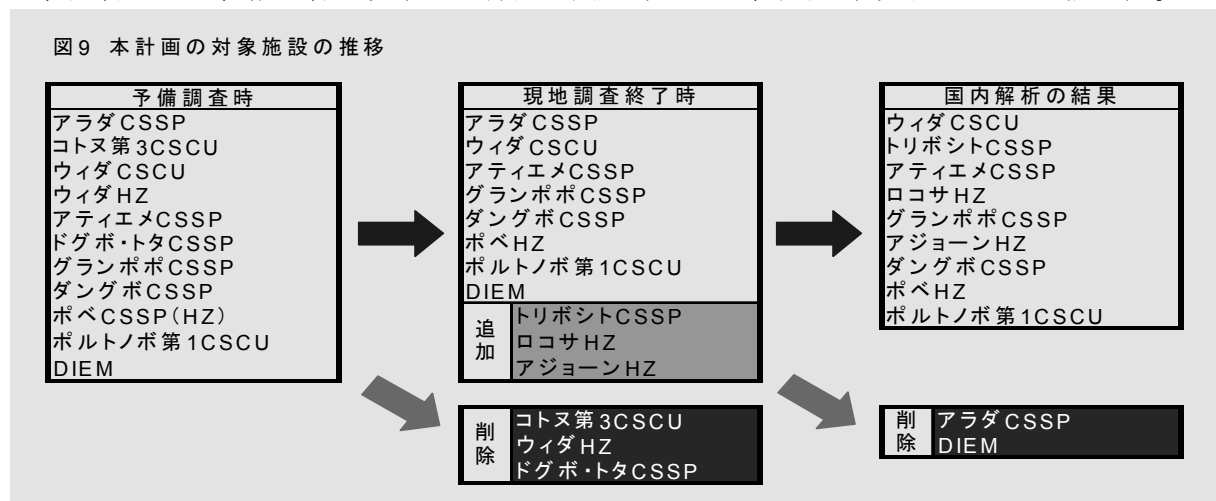 図9 本計画の対象施設の推移
予備調査時
アラダCSSP
コトヌ第3CSCU
ウィダCSCU
ウィダHZ
アティエメCSSP
ドグボ・トタCSSP
グランポポCSSP
ダングボCSSP
ポベCSSP(HZ)
ポルトノボ第1CSCU
DIEM
現地調査終了時
アラダCSSP
ウィダCSCU
アティエメCSSP
グランポポCSSP
ダングボCSSP
ポベHZ
ポルトノボ第1CSCU
DIEM
追加
トリボシトCSSP
ロコサHZ
アジョーンHZ
削除
コトヌ第3CSCU
ウィダHZ
ドグボ・トタCSSP
国内解析の結果
ウィダCSCU
トリボシトCSSP
アティエメCSSP
ロコサHZ
グランポポCSSP
アジョーンHZ
ダングボCSSP
ポベHZ
ポルトノボ第1CSCU
削除
アラダCSSP
DIEM